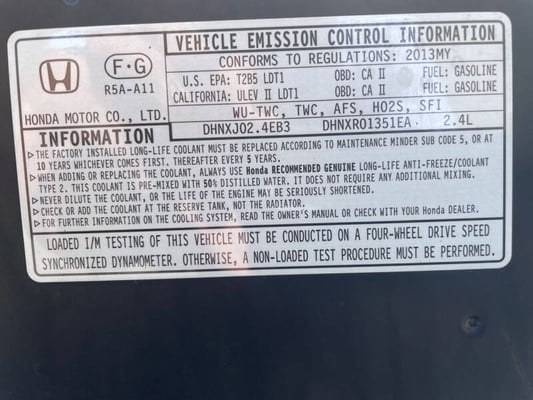 VEHICLE EMISSION CONTROL INFORMATION
F·G
CONFORMS TO REGULATIONS: 2013MY
R5A-A11
U.S. EPA: T2B5 LDT1 OBD: CA II FUEL: GASOLINE
CALIFORNIA: ULEV II LDT1 OBD: CA II FUEL: GASOLINE
HONDA MOTOR CO., LTD.
WU-TWC, TWC, AFS, HO2S, SFI
DHNXJ02.4EB3 DHNXR01351EA 2.4L
INFORMATION
▷THE FACTORY INSTALLED LONG-LIFE COOLANT MUST BE REPLACED ACCORDING TO MAINTENANCE MINDER SUB CODE 5, OR AT
10 YEARS WHICHEVER COMES FIRST. THEREAFTER EVERY 5 YEARS.
▷WHEN ADDING OR REPLACING THE COOLANT, ALWAYS USE Honda RECOMMENDED GENUINE LONG-LIFE ANTI-FREEZE/COOLANT
TYPE 2. THIS COOLANT IS PRE-MIXED WITH 50% DISTILLED WATER. IT DOES NOT REQUIRE ANY ADDITIONAL MIXING.
▷NEVER DILUTE THE COOLANT, OR THE LIFE OF THE ENGINE MAY BE SERIOUSLY SHORTENED.
▷CHECK OR ADD THE COOLANT AT THE RESERVE TANK, NOT THE RADIATOR.
▷FOR FURTHER INFORMATION ON THE COOLING SYSTEM, READ THE OWNER'S MANUAL OR CHECK WITH YOUR Honda DEALER.
LOADED I/M TESTING OF THIS VEHICLE MUST BE CONDUCTED ON A FOUR-WHEEL DRIVE SPEED
SYNCHRONIZED DYNAMOMETER. OTHERWISE, A NON-LOADED TEST PROCEDURE MUST BE PERFORMED.